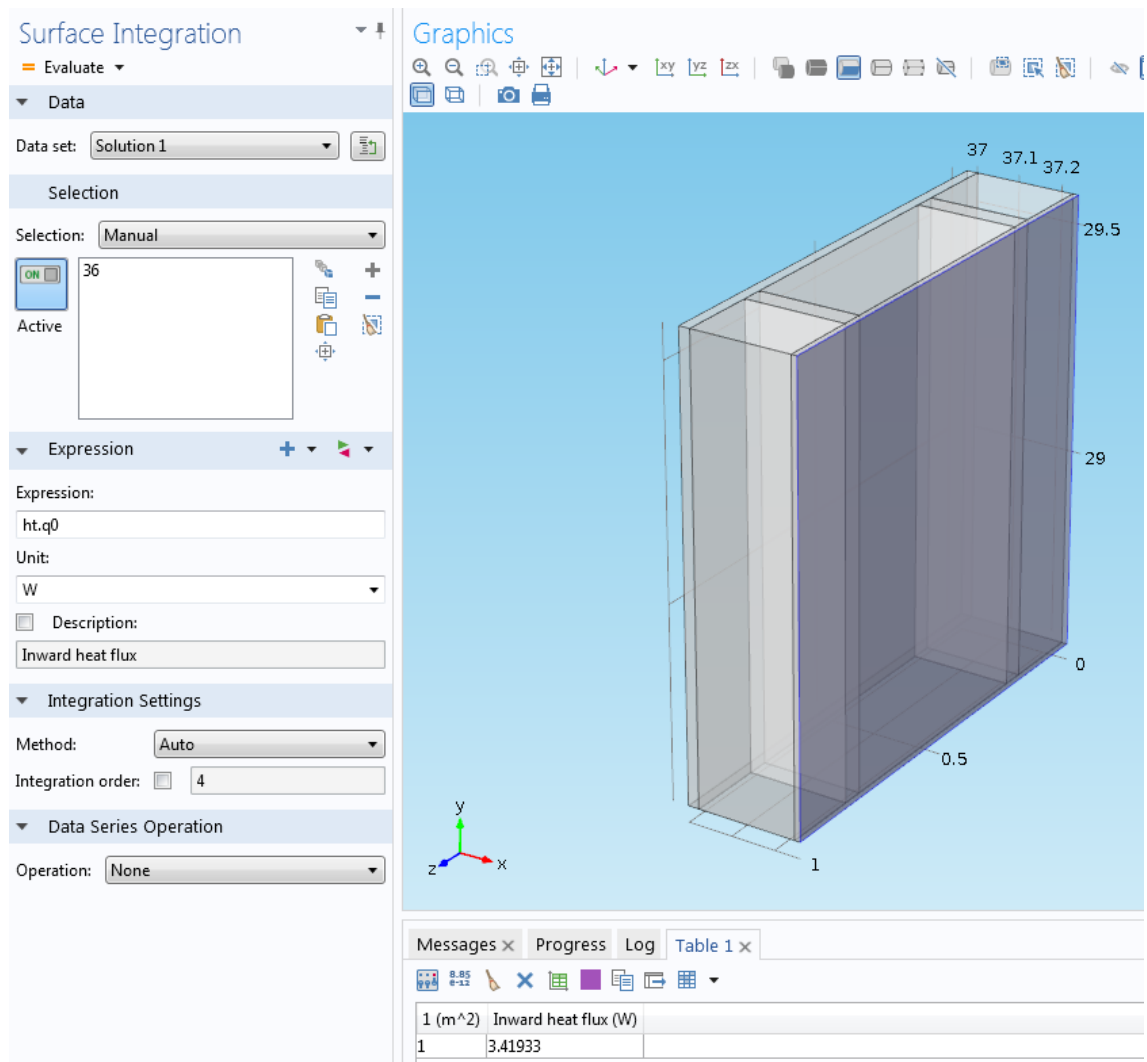 Surface Integration
= Evaluate
Data
Data set: Solution 1
Selection
Selection: Manual
ON
36
Active
Expression
Expression:
ht.q0
Unit:
W
Description:
Inward heat flux
Integration Settings
Method: Auto
Integration order: 4
Data Series Operation
Operation: None
Graphics
xy yz zx
37 37.1 37.2
29.5
29
0
0.5
1
y
z x
Messages Progress Log Table 1
8.85
e-12
1 (m^2) Inward heat flux (W)
1 3.41933